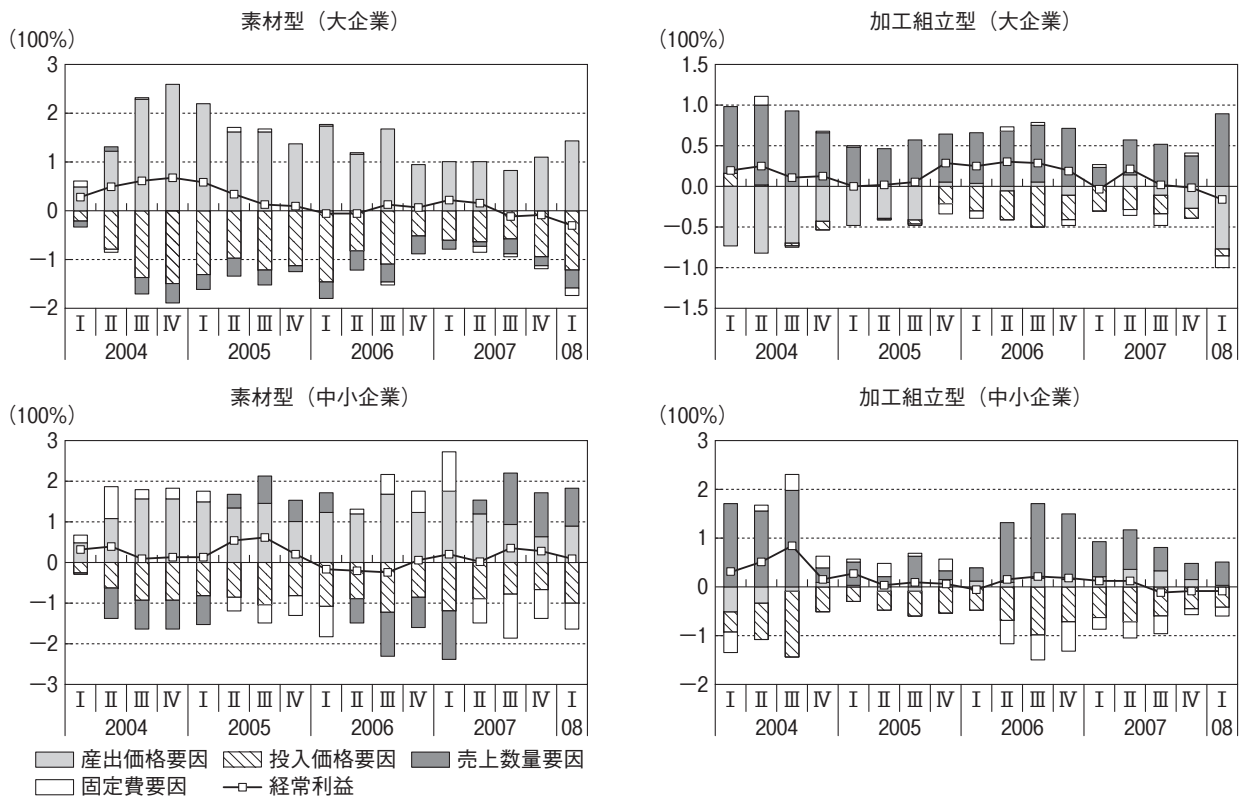 素材型（大企業）
（100%）
3
2
1
0
－1
－2
Ⅰ Ⅱ Ⅲ Ⅳ Ⅰ Ⅱ Ⅲ Ⅳ Ⅰ Ⅱ Ⅲ Ⅳ Ⅰ Ⅱ Ⅲ Ⅳ Ⅰ
2004 2005 2006 2007 08
加工組立型（大企業）
（100%）
1.5
1.0
0.5
0.0
－0.5
－1.0
－1.5
Ⅰ Ⅱ Ⅲ Ⅳ Ⅰ Ⅱ Ⅲ Ⅳ Ⅰ Ⅱ Ⅲ Ⅳ Ⅰ Ⅱ Ⅲ Ⅳ Ⅰ
2004 2005 2006 2007 08
素材型（中小企業）
（100%）
3
2
1
0
－1
－2
－3
Ⅰ Ⅱ Ⅲ Ⅳ Ⅰ Ⅱ Ⅲ Ⅳ Ⅰ Ⅱ Ⅲ Ⅳ Ⅰ Ⅱ Ⅲ Ⅳ Ⅰ
2004 2005 2006 2007 08
加工組立型（中小企業）
（100%）
3
2
1
0
－1
－2
Ⅰ Ⅱ Ⅲ Ⅳ Ⅰ Ⅱ Ⅲ Ⅳ Ⅰ Ⅱ Ⅲ Ⅳ Ⅰ Ⅱ Ⅲ Ⅳ Ⅰ
2004 2005 2006 2007 08
産出価格要因 投入価格要因 売上数量要因
固定費要因 経常利益